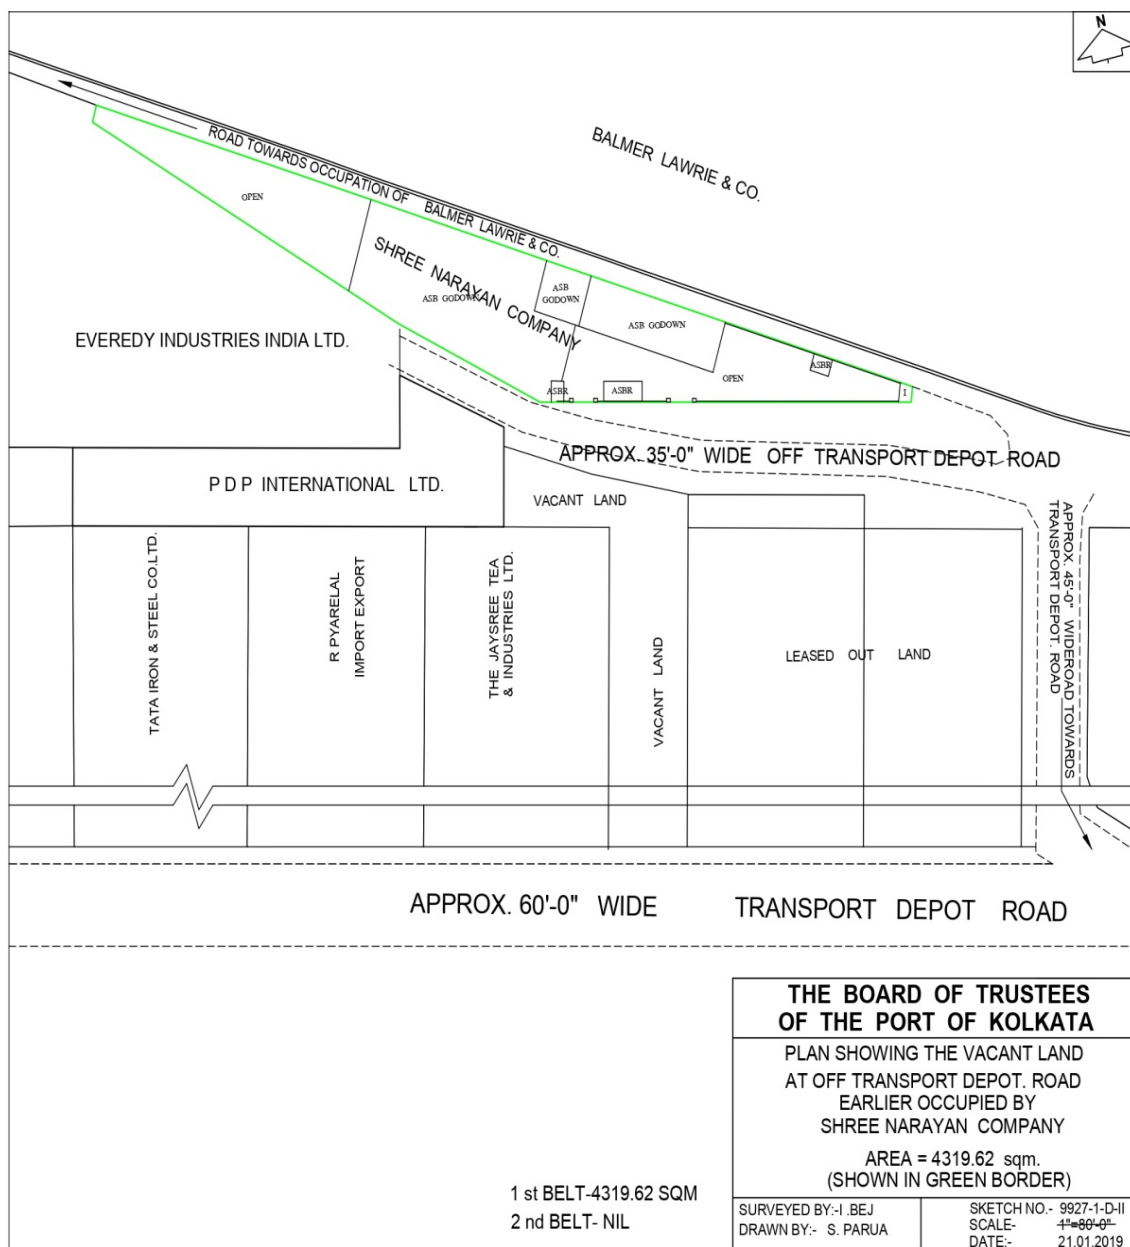 N
BALMER LAWRIE & CO.
ROAD TOWARDS OCCUPATION OF BALMER LAWRIE & CO.
OPEN
SHREE NARAYAN COMPANY
ASB GODOWN
ASB
GODOWN
ASB GODOWN
OPEN
ASBR
ASBR
ASBR
I
EVEREDY INDUSTRIES INDIA LTD.
APPROX. 35'-0" WIDE OFF TRANSPORT DEPOT ROAD
P D P INTERNATIONAL LTD.
VACANT LAND
TATA IRON & STEEL CO.LTD.
R PYARELAL
IMPORT EXPORT
THE JAYSREE TEA
& INDUSTRIES LTD.
VACANT LAND
LEASED OUT LAND
APPROX. 45'-0" WIDEROAD TOWARDS
TRANSPORT DEPOT. ROAD
APPROX. 60'-0" WIDE TRANSPORT DEPOT ROAD
THE BOARD OF TRUSTEES
OF THE PORT OF KOLKATA
PLAN SHOWING THE VACANT LAND
AT OFF TRANSPORT DEPOT. ROAD
EARLIER OCCUPIED BY
SHREE NARAYAN COMPANY
AREA = 4319.62 sqm.
(SHOWN IN GREEN BORDER)
1 st BELT-4319.62 SQM
2 nd BELT- NIL
SURVEYED BY:-I .BEJ
DRAWN BY:- S. PARUA
SKETCH NO.- 9927-1-D-II
SCALE- 1"=80'-0"
DATE:- 21.01.2019